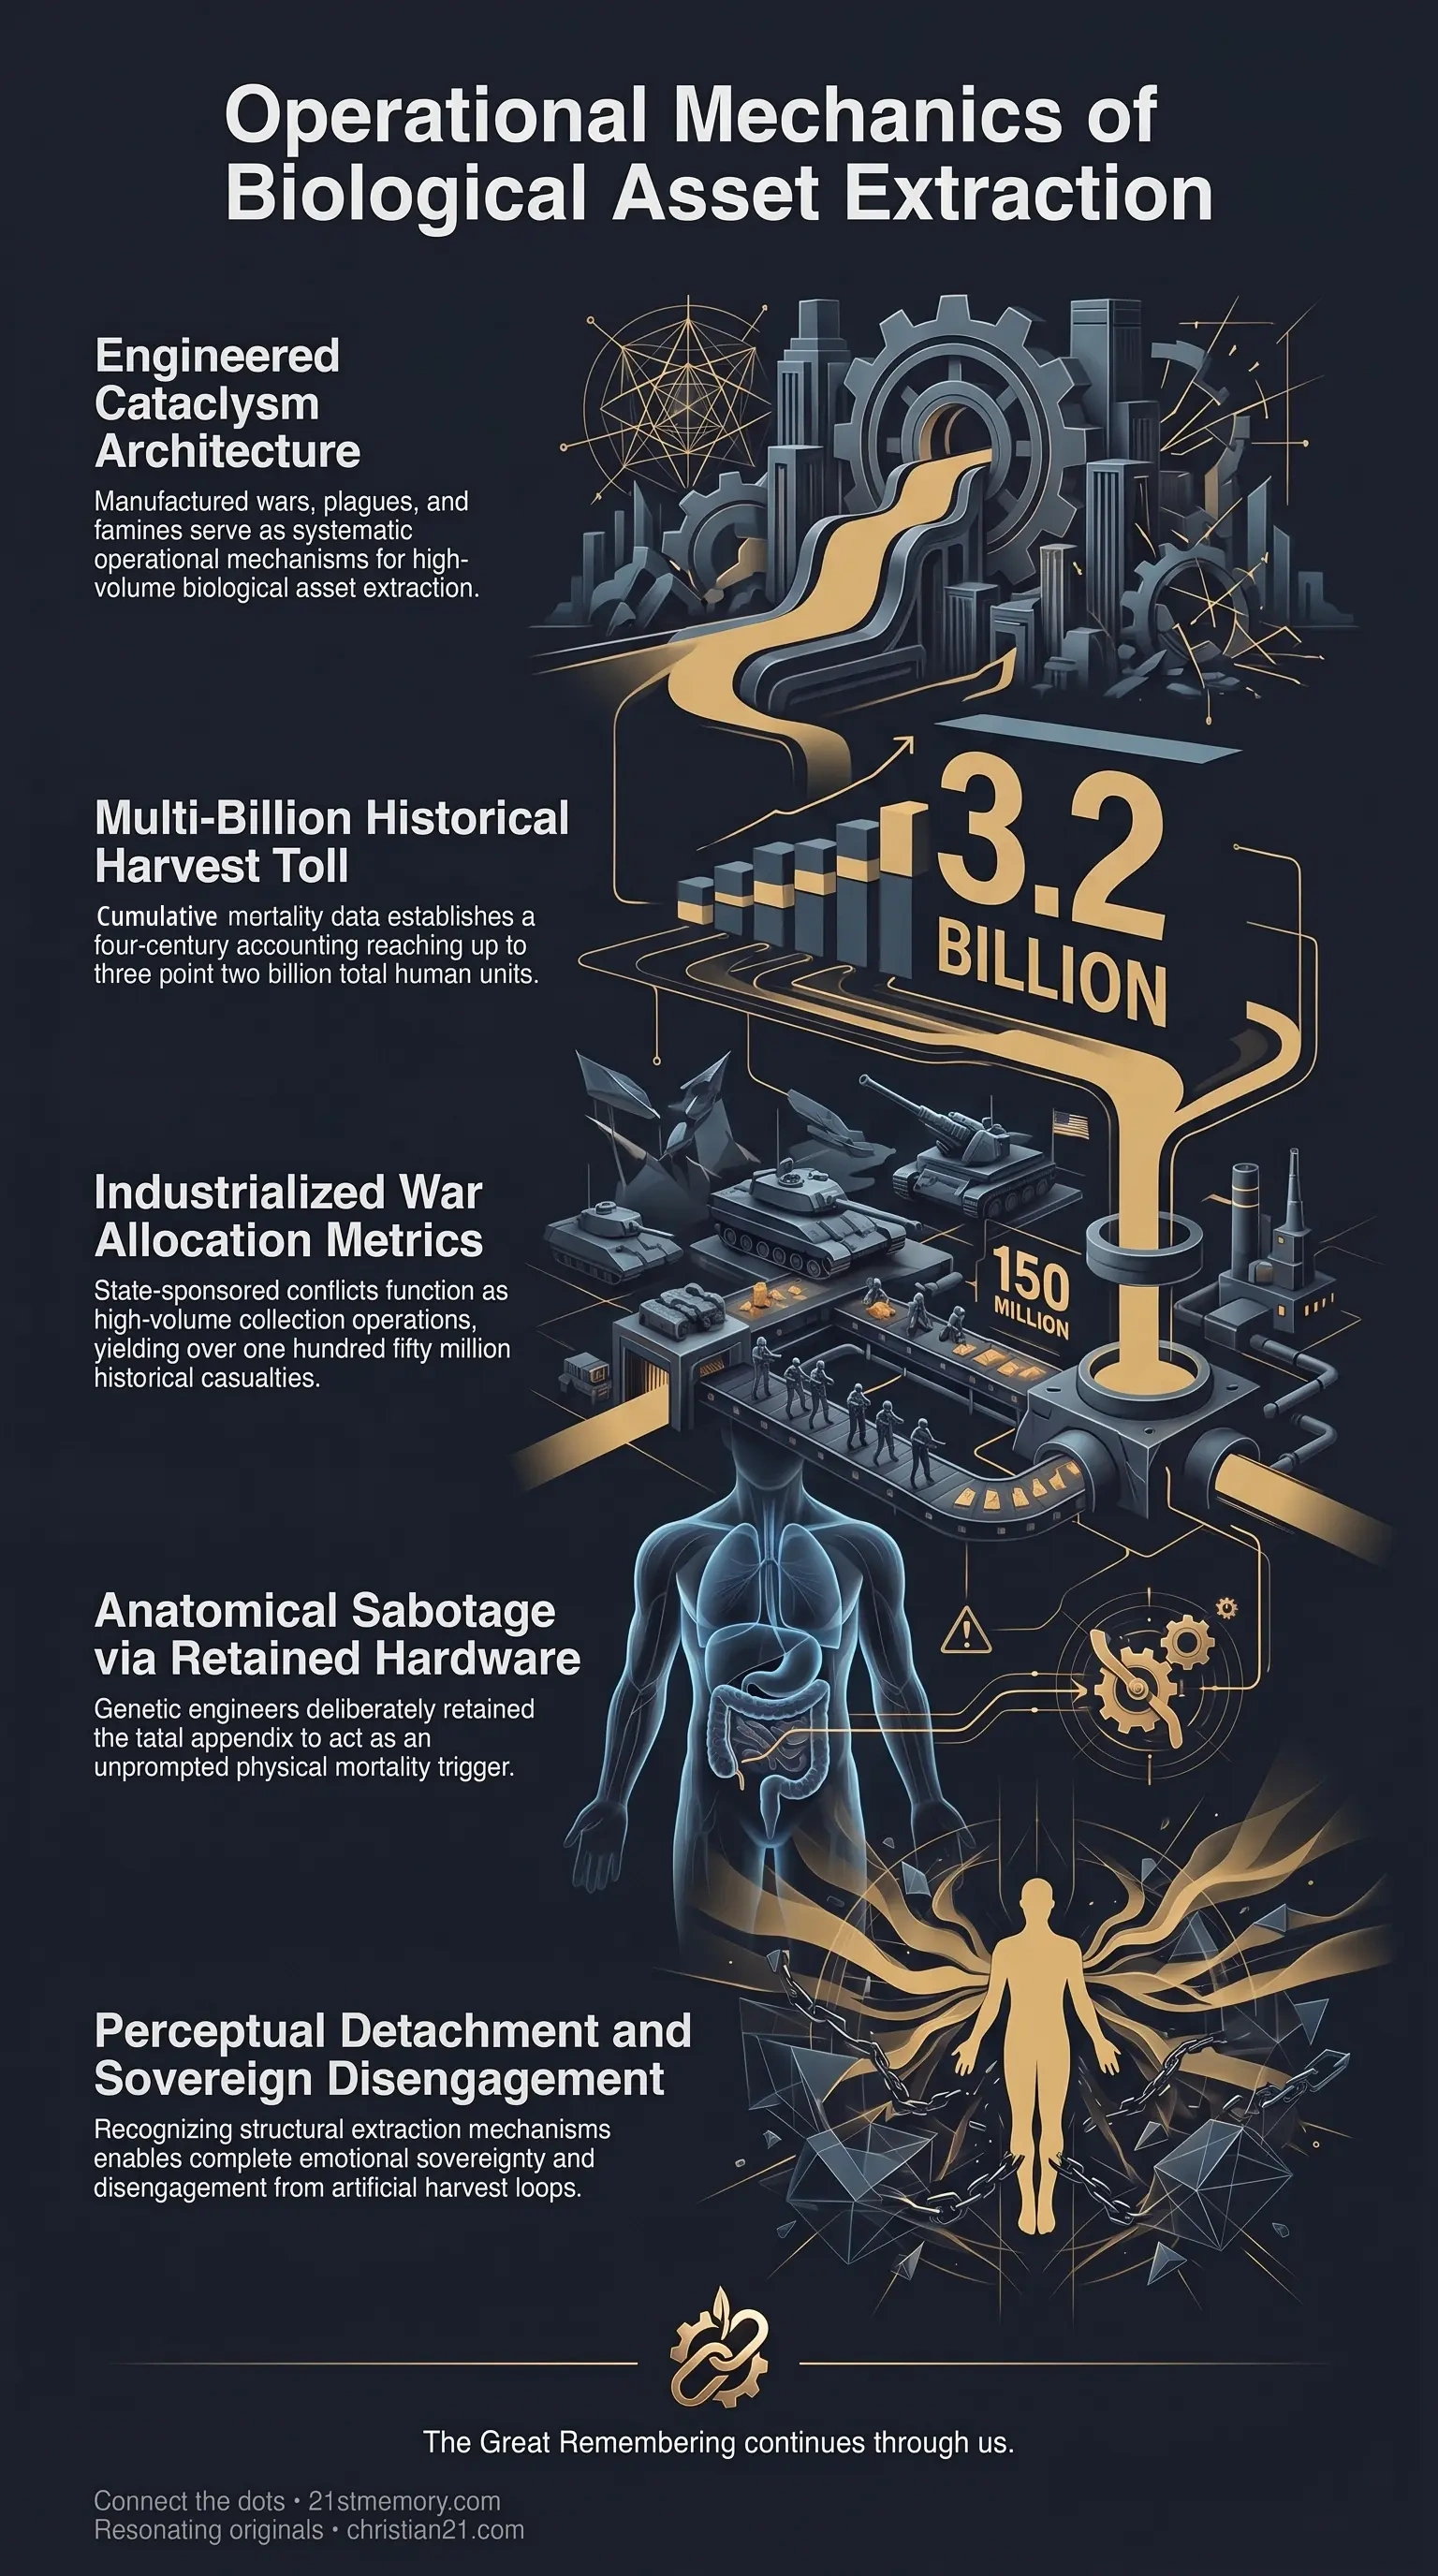 Operational Mechanics of
Biological Asset Extraction
Engineered
Cataclysm
Architecture
Manufactured wars, plagues, and
famines serve as systematic
operational mechanisms for high-
volume biological asset extraction.
3.2
BILLION
Multi-Billion Historical
Harvest Toll
Cumulative mortality data establishes a
four-century accounting reaching up to
three point two billion total human units.
Industrialized War
Allocation Metrics
State-sponsored conflicts function as
high-volume collection operations,
yielding over one hundred fifty million
historical casualties.
150
MILLION
Anatomical Sabotage
via Retained Hardware
Genetic engineers deliberately retained
the tatal appendix to act as an
unprompted physical mortality trigger.
Perceptual Detachment and
Sovereign Disengagement
Recognizing structural extraction mechanisms
enables complete emotional sovereignty and
disengagement from artificial harvest loops.
The Great Remembering continues through us.
Connect the dots • 21stmemory.com
Resonating originals • christian21.com